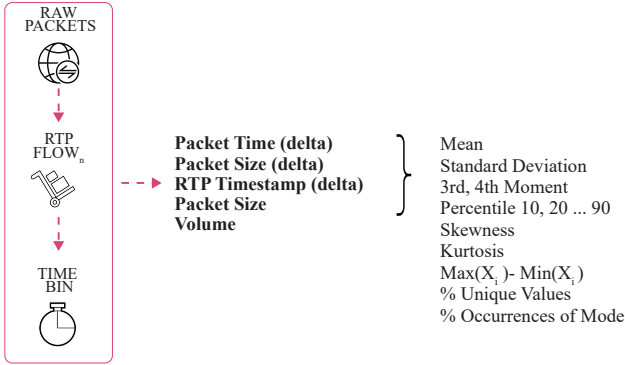 RAW
PACKETS
RTP
FLOWn
TIME
BIN
Packet Time (delta)
Packet Size (delta)
RTP Timestamp (delta)
Packet Size
Volume
Mean
Standard Deviation
3rd, 4th Moment
Percentile 10, 20 ... 90
Skewness
Kurtosis
Max(Xi )- Min(Xi )
% Unique Values
% Occurrences of Mode